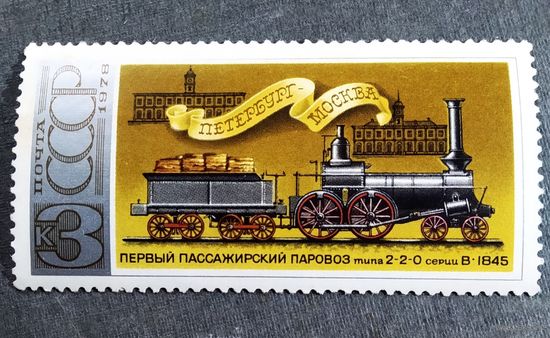 ПОЧТА
СССР
1978
3 К
ПЕТЕРБУРГ-
МОСКВА
ПЕРВЫЙ ПАССАЖИРСКИЙ ПАРОВОЗ типа 2-2-0 серии В•1845